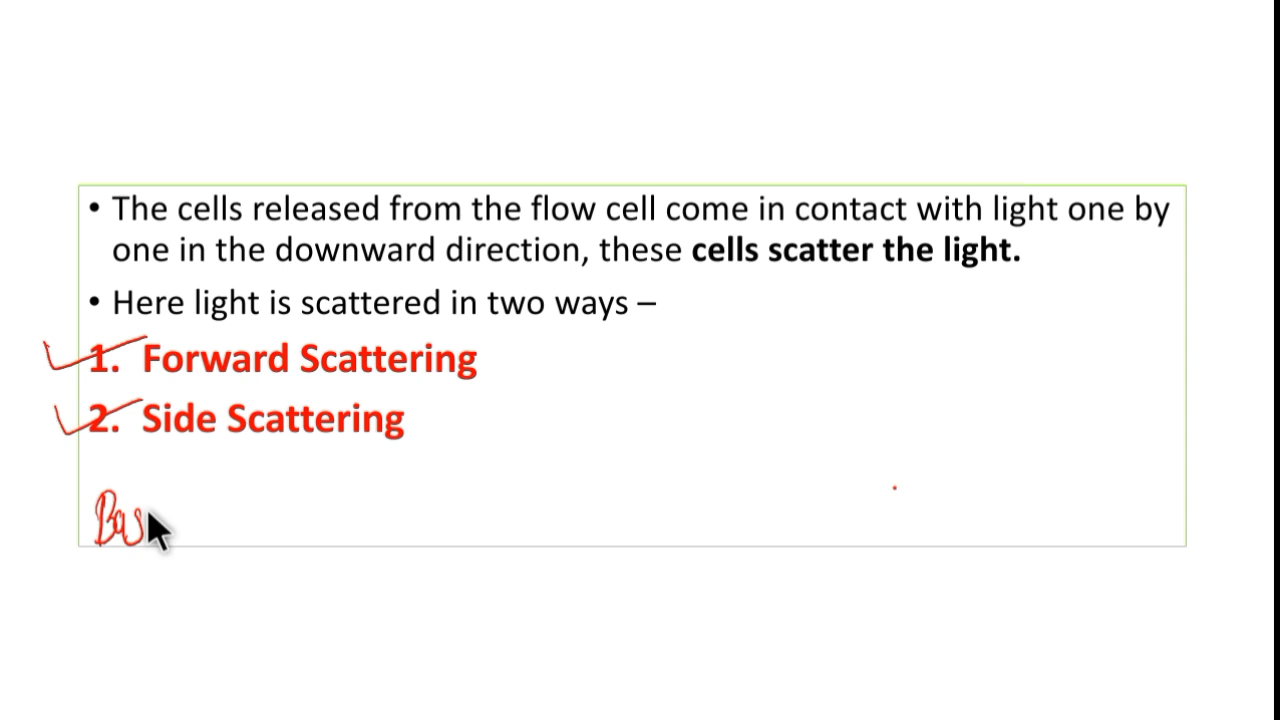 • The cells released from the flow cell come in contact with light one by
one in the downward direction, these cells scatter the light.
• Here light is scattered in two ways –
1. Forward Scattering
2. Side Scattering
Bas